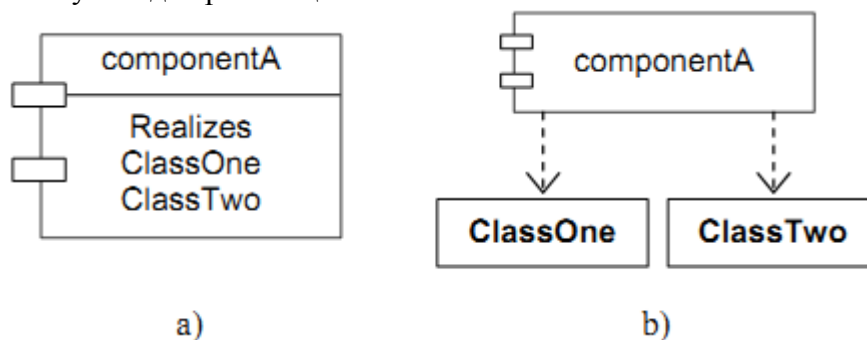 componentA
Realizes
ClassOne
ClassTwo
componentA
ClassOne
ClassTwo
a)
b)